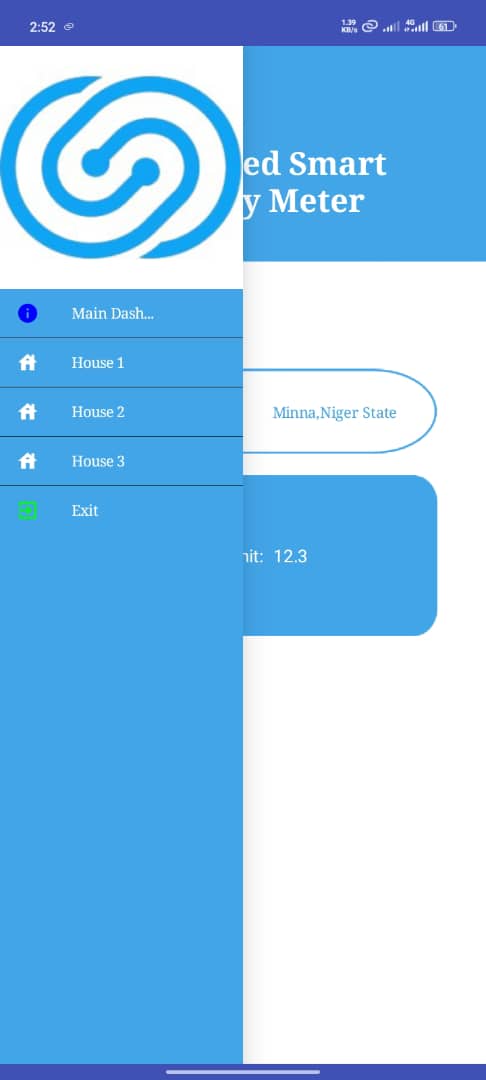 2:52
1.39
KB/s
4G
61
ed Smart
y Meter
Main Dash...
House 1
Minna,Niger State
House 2
House 3
Exit
nit: 12.3